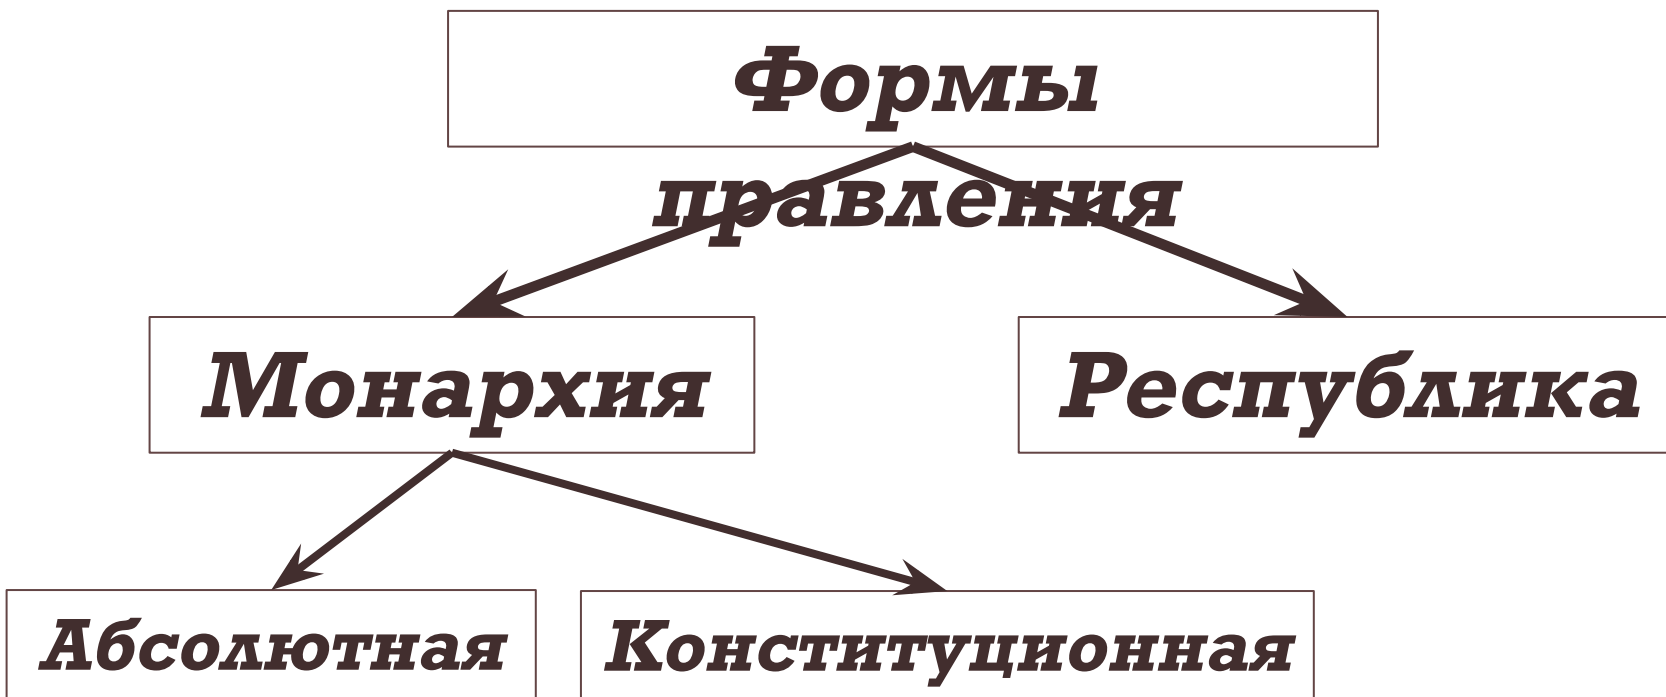 Формы
правления
Монархия
Республика
Абсолютная
Конституционная